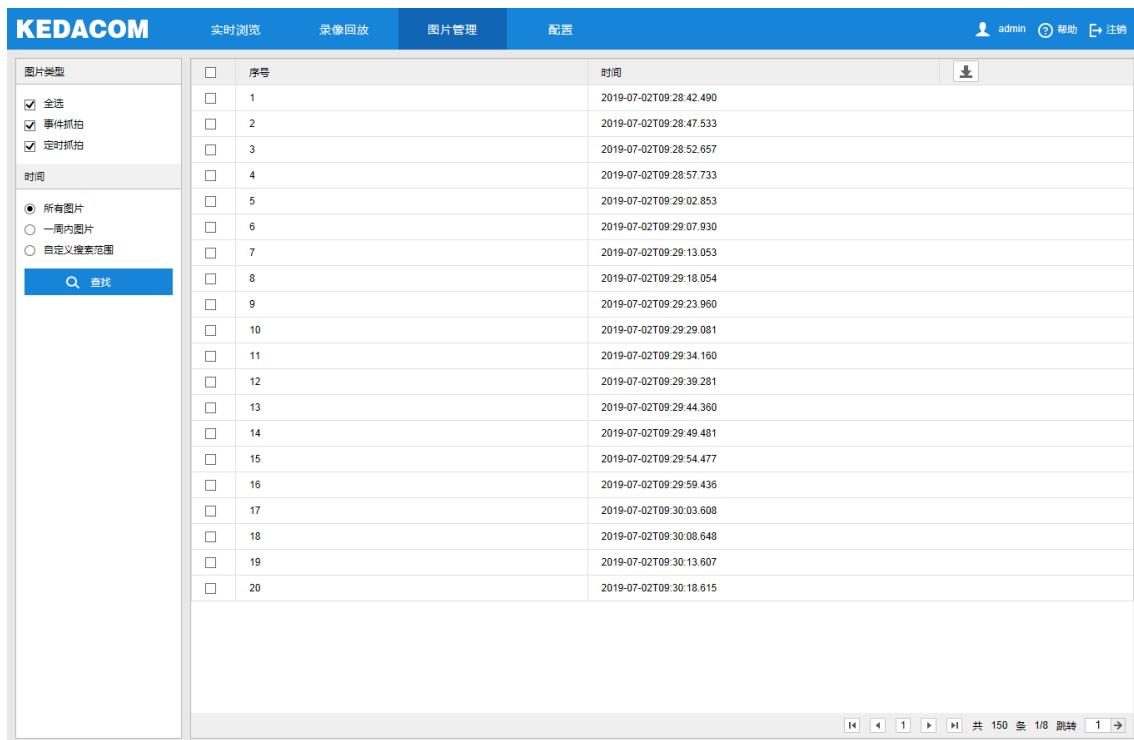 KEDACOM 实时浏览 录像回放 图片管理 配置 admin 帮助 注销
图片类型
全选
事件抓拍
定时抓拍
时间
所有图片
一周内图片
自定义搜索范围
查找
序号 时间
1 2019-07-02T09:28:42.490
2 2019-07-02T09:28:47.533
3 2019-07-02T09:28:52.657
4 2019-07-02T09:28:57.733
5 2019-07-02T09:29:02.853
6 2019-07-02T09:29:07.930
7 2019-07-02T09:29:13.053
8 2019-07-02T09:29:18.054
9 2019-07-02T09:29:23.960
10 2019-07-02T09:29:29.081
11 2019-07-02T09:29:34.160
12 2019-07-02T09:29:39.281
13 2019-07-02T09:29:44.360
14 2019-07-02T09:29:49.481
15 2019-07-02T09:29:54.477
16 2019-07-02T09:29:59.436
17 2019-07-02T09:30:03.608
18 2019-07-02T09:30:08.648
19 2019-07-02T09:30:13.607
20 2019-07-02T09:30:18.615
1 共 150 条 1/8 跳转 1